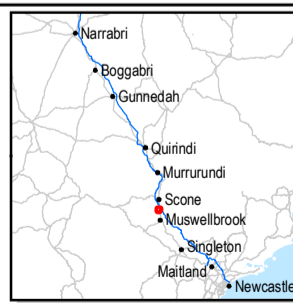 Narrabri
Boggabri
Gunnedah
Quirindi
Murrurundi
Scone
Muswellbrook
Singleton
Maitland
Newcastle